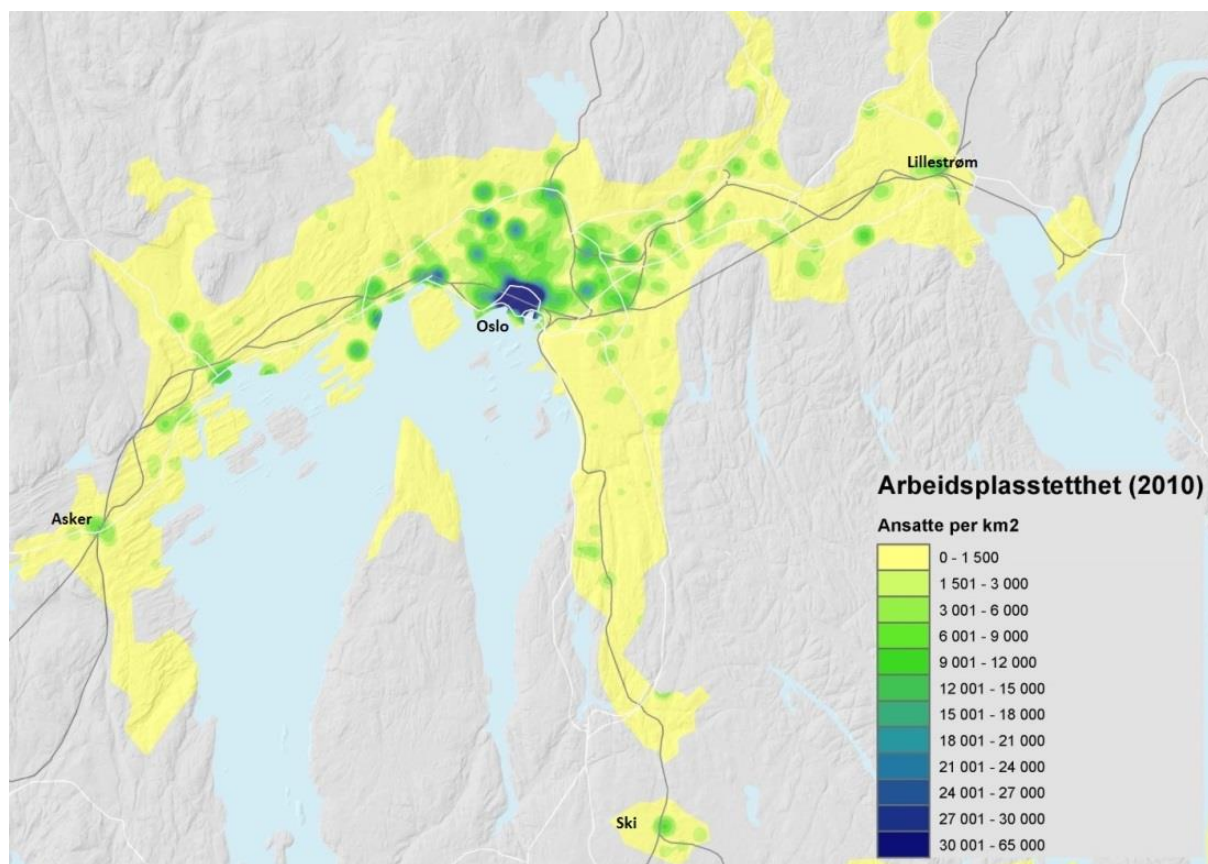 Lillestrøm
Oslo
Asker
Ski
Arbeidsplasstetthet (2010)
Ansatte per km2
0 - 1 500
1 501 - 3 000
3 001 - 6 000
6 001 - 9 000
9 001 - 12 000
12 001 - 15 000
15 001 - 18 000
18 001 - 21 000
21 001 - 24 000
24 001 - 27 000
27 001 - 30 000
30 001 - 65 000